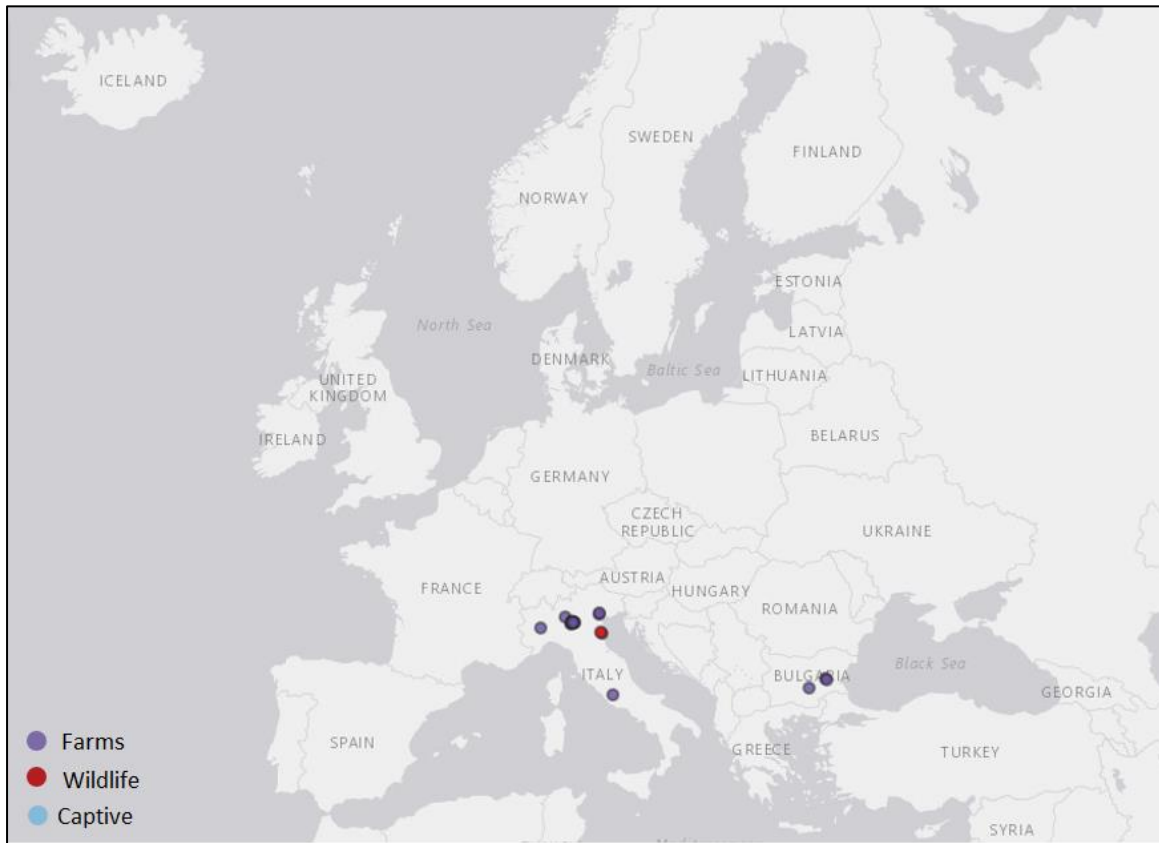 ICELAND
SWEDEN
FINLAND
NORWAY
ESTONIA
North Sea
LATVIA
DENMARK
Baltic Sea
LITHUANIA
UNITED
KINGDOM
IRELAND
BELARUS
GERMANY
CZECH
REPUBLIC
UKRAINE
FRANCE
AUSTRIA
HUNGARY
ROMANIA
Black Sea
ITALY
BULGARIA
GEORGIA
SPAIN
GREECE
TURKEY
SYRIA
Farms
Wildlife
Captive